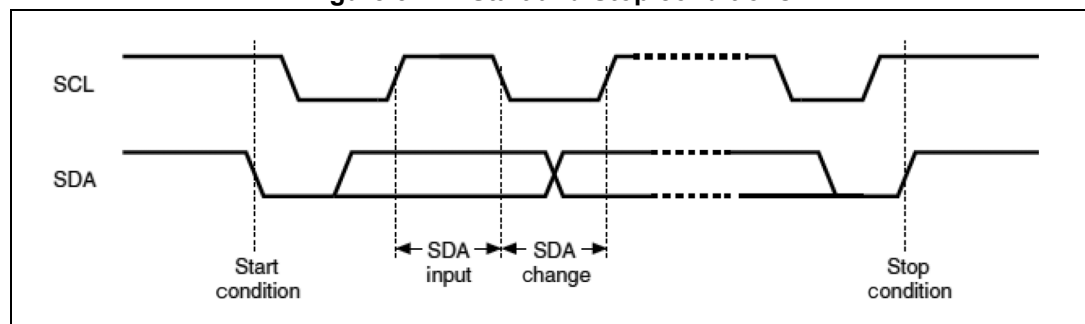 SCL
SDA
SDA
input
SDA
change
Start
condition
Stop
condition